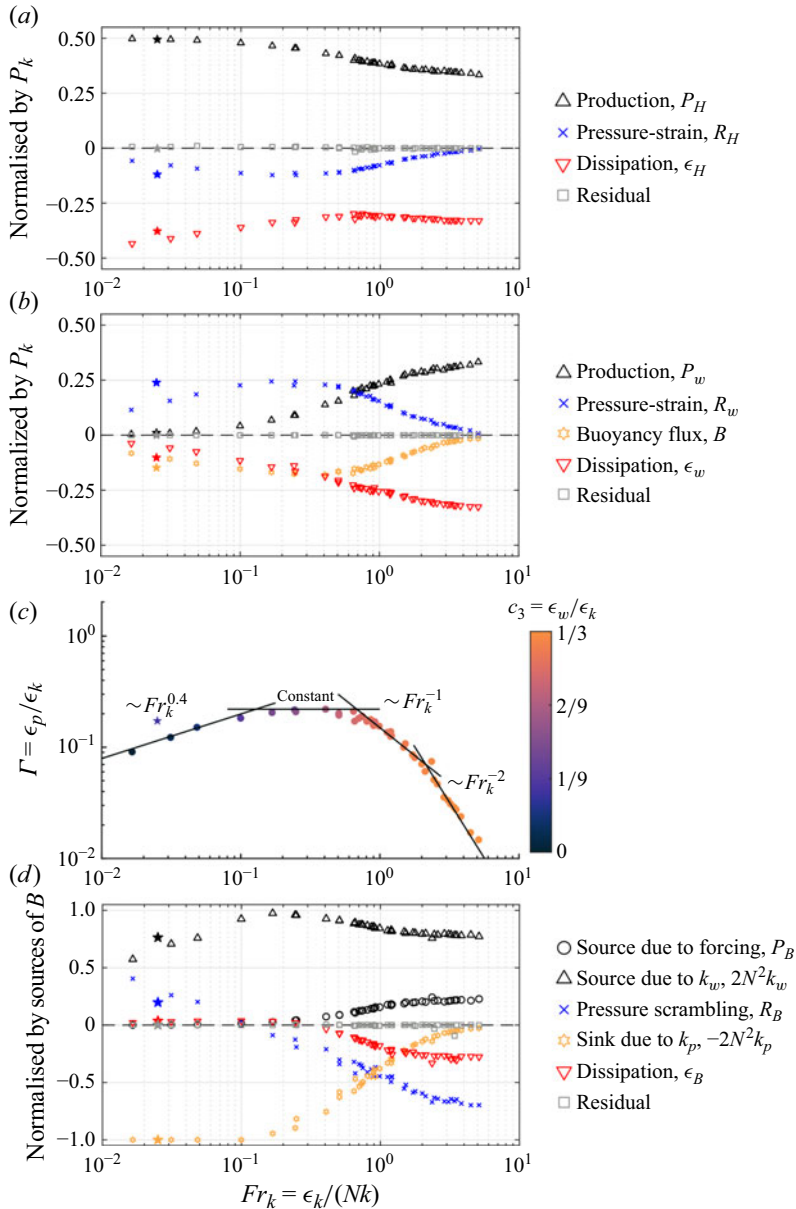 (a)
0.50
0.25
0
−0.25
−0.50
Normalised by P_k
10^−2
10^−1
10^0
10^1
Production, P_H
Pressure-strain, R_H
Dissipation, ϵ_H
Residual
(b)
0.50
0.25
0
−0.25
−0.50
Normalized by P_k
10^−2
10^−1
10^0
10^1
Production, P_w
Pressure-strain, R_w
Buoyancy flux, B
Dissipation, ϵ_w
Residual
(c)
10^0
10^−1
10^−2
Γ = ϵ_p/ϵ_k
~Fr_k^0.4
Constant
~Fr_k^−1
~Fr_k^−2
10^−2
10^−1
10^0
10^1
c_3 = ϵ_w/ϵ_k
1/3
2/9
1/9
0
(d)
1.0
0.5
0
−0.5
−1.0
Normalised by sources of B
10^−2
10^−1
10^0
10^1
Fr_k = ϵ_k/(Nk)
Source due to forcing, P_B
Source due to k_w, 2N^2k_w
Pressure scrambling, R_B
Sink due to k_p, −2N^2k_p
Dissipation, ϵ_B
Residual